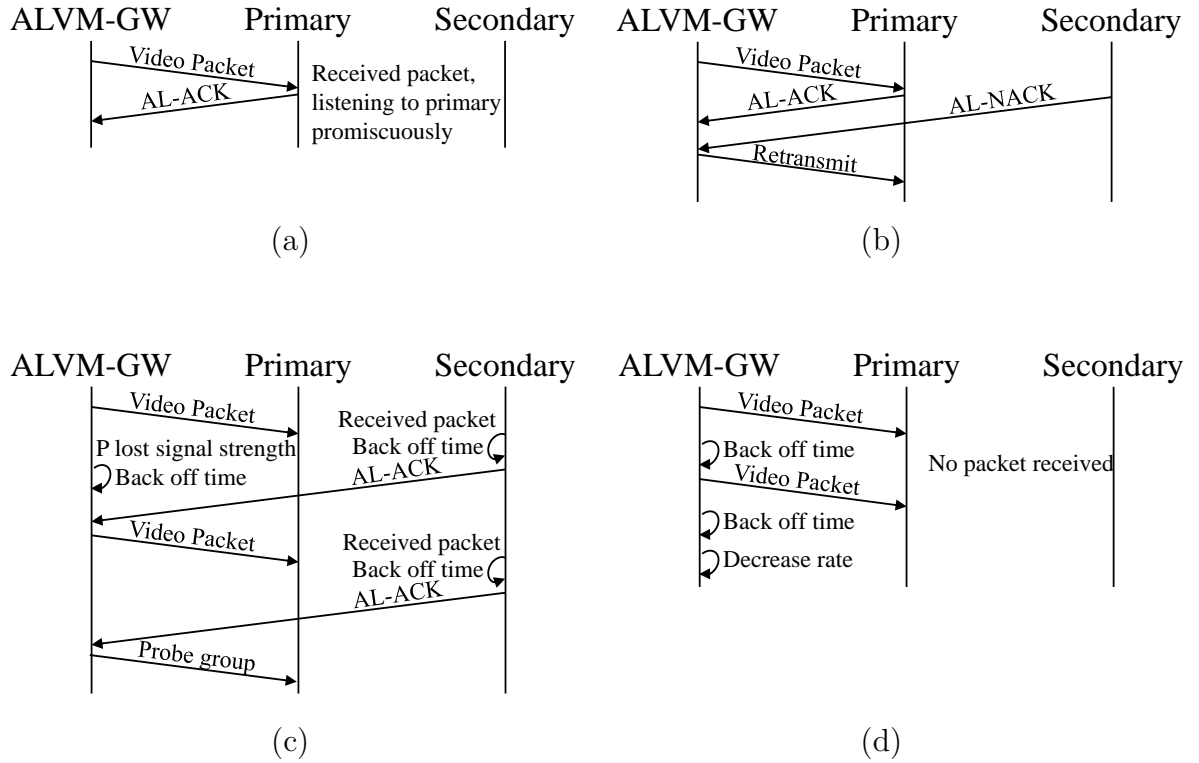 ALVM-GW Primary Secondary
Video Packet
AL-ACK
Received packet,
listening to primary
promiscuously
(a)
ALVM-GW Primary Secondary
Video Packet
AL-ACK
AL-NACK
Retransmit
(b)
ALVM-GW Primary Secondary
Video Packet
Received packet
Back off time
P lost signal strength
Back off time
AL-ACK
Video Packet
Received packet
Back off time
AL-ACK
Probe group
(c)
ALVM-GW Primary Secondary
Video Packet
Back off time
No packet received
Video Packet
Back off time
Decrease rate
(d)